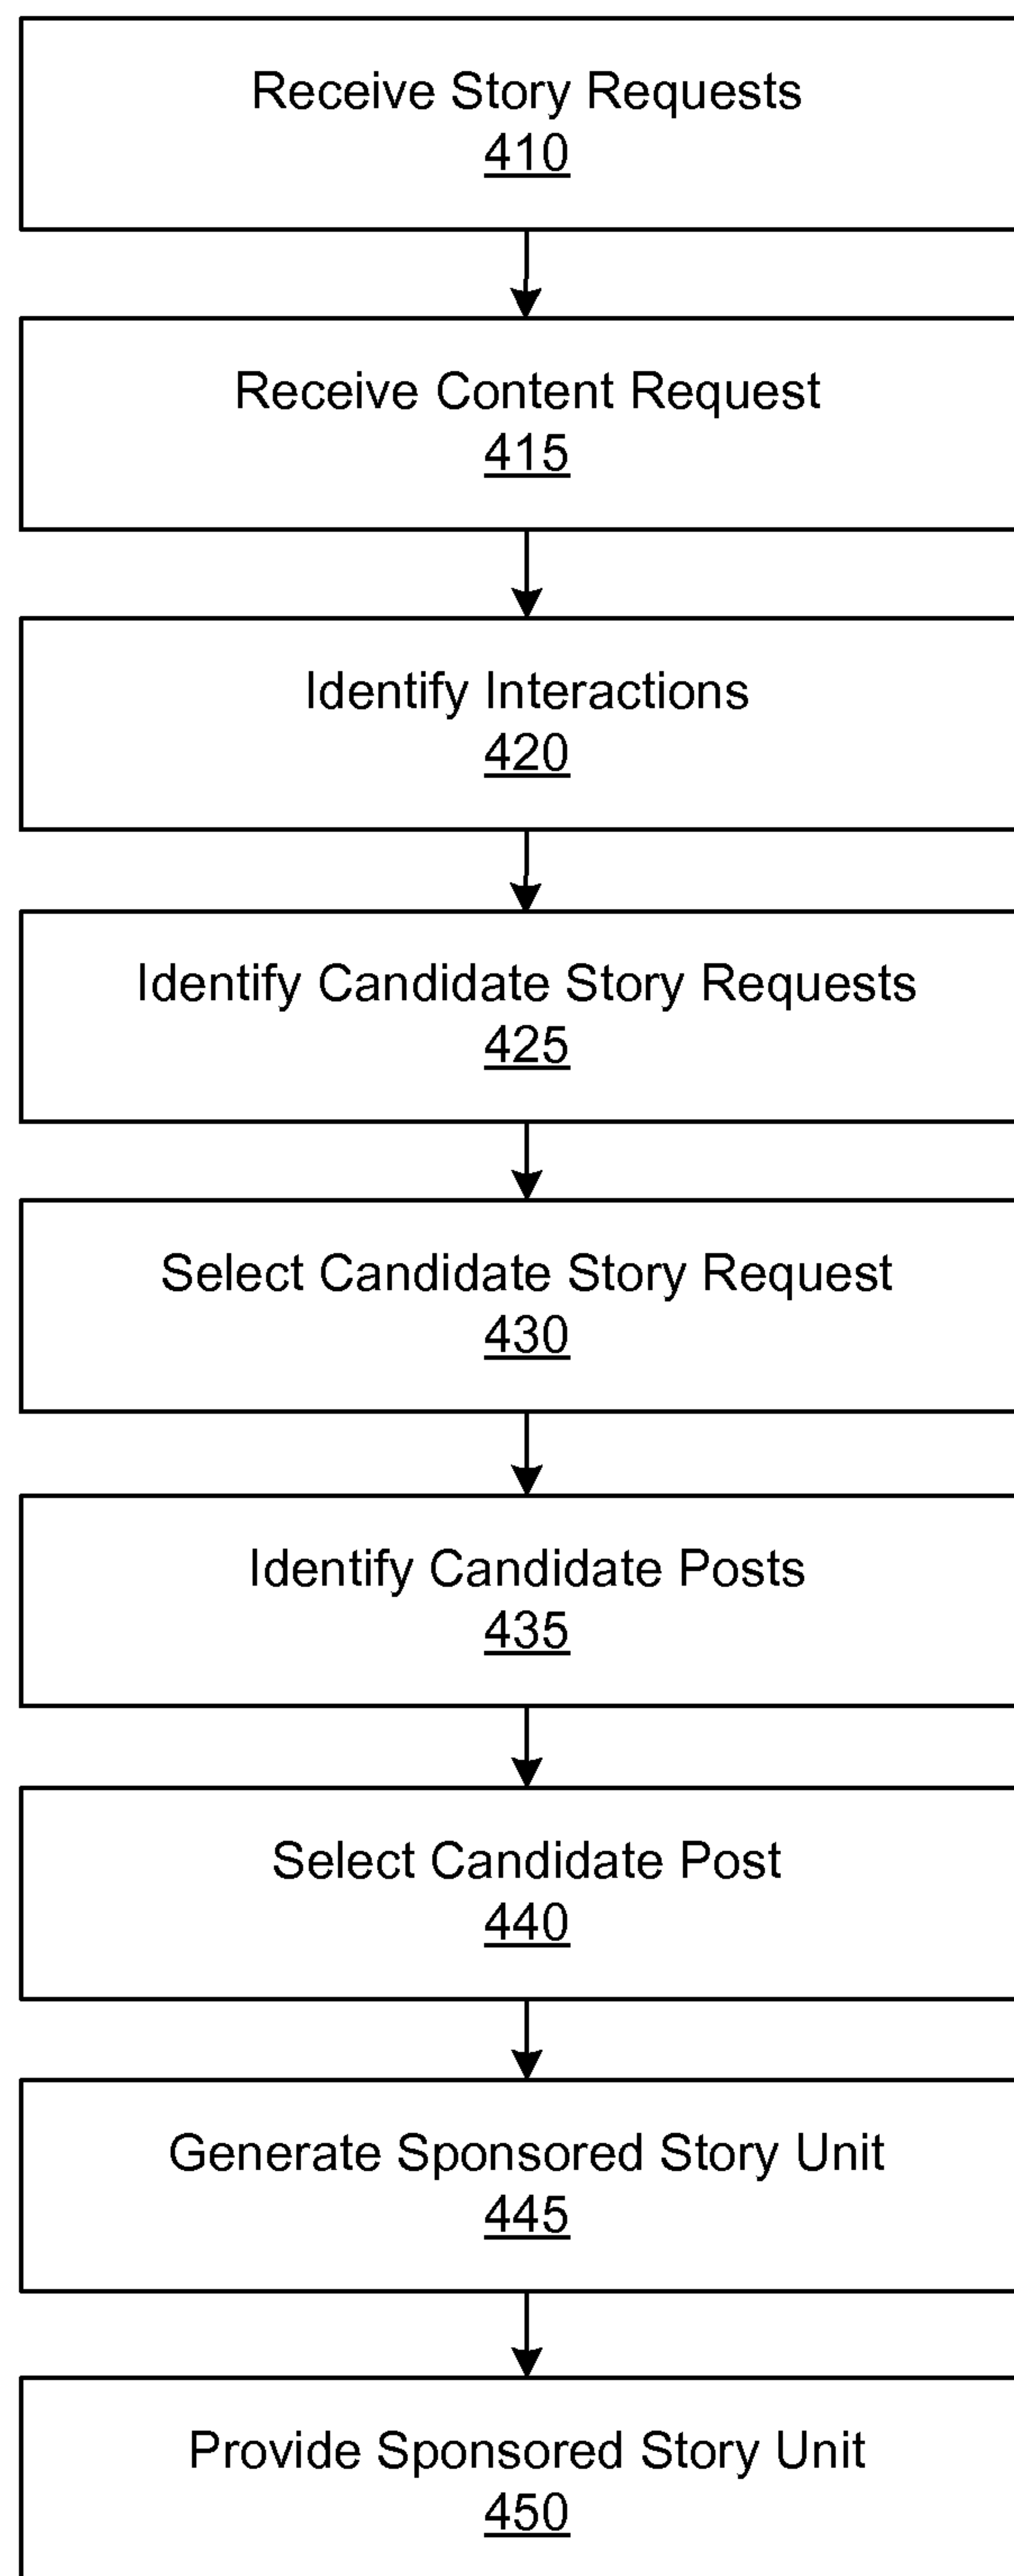 Receive Story Requests
410
Receive Content Request
415
Identify Interactions
420
Identify Candidate Story Requests
425
Select Candidate Story Request
430
Identify Candidate Posts
435
Select Candidate Post
440
Generate Sponsored Story Unit
445
Provide Sponsored Story Unit
450